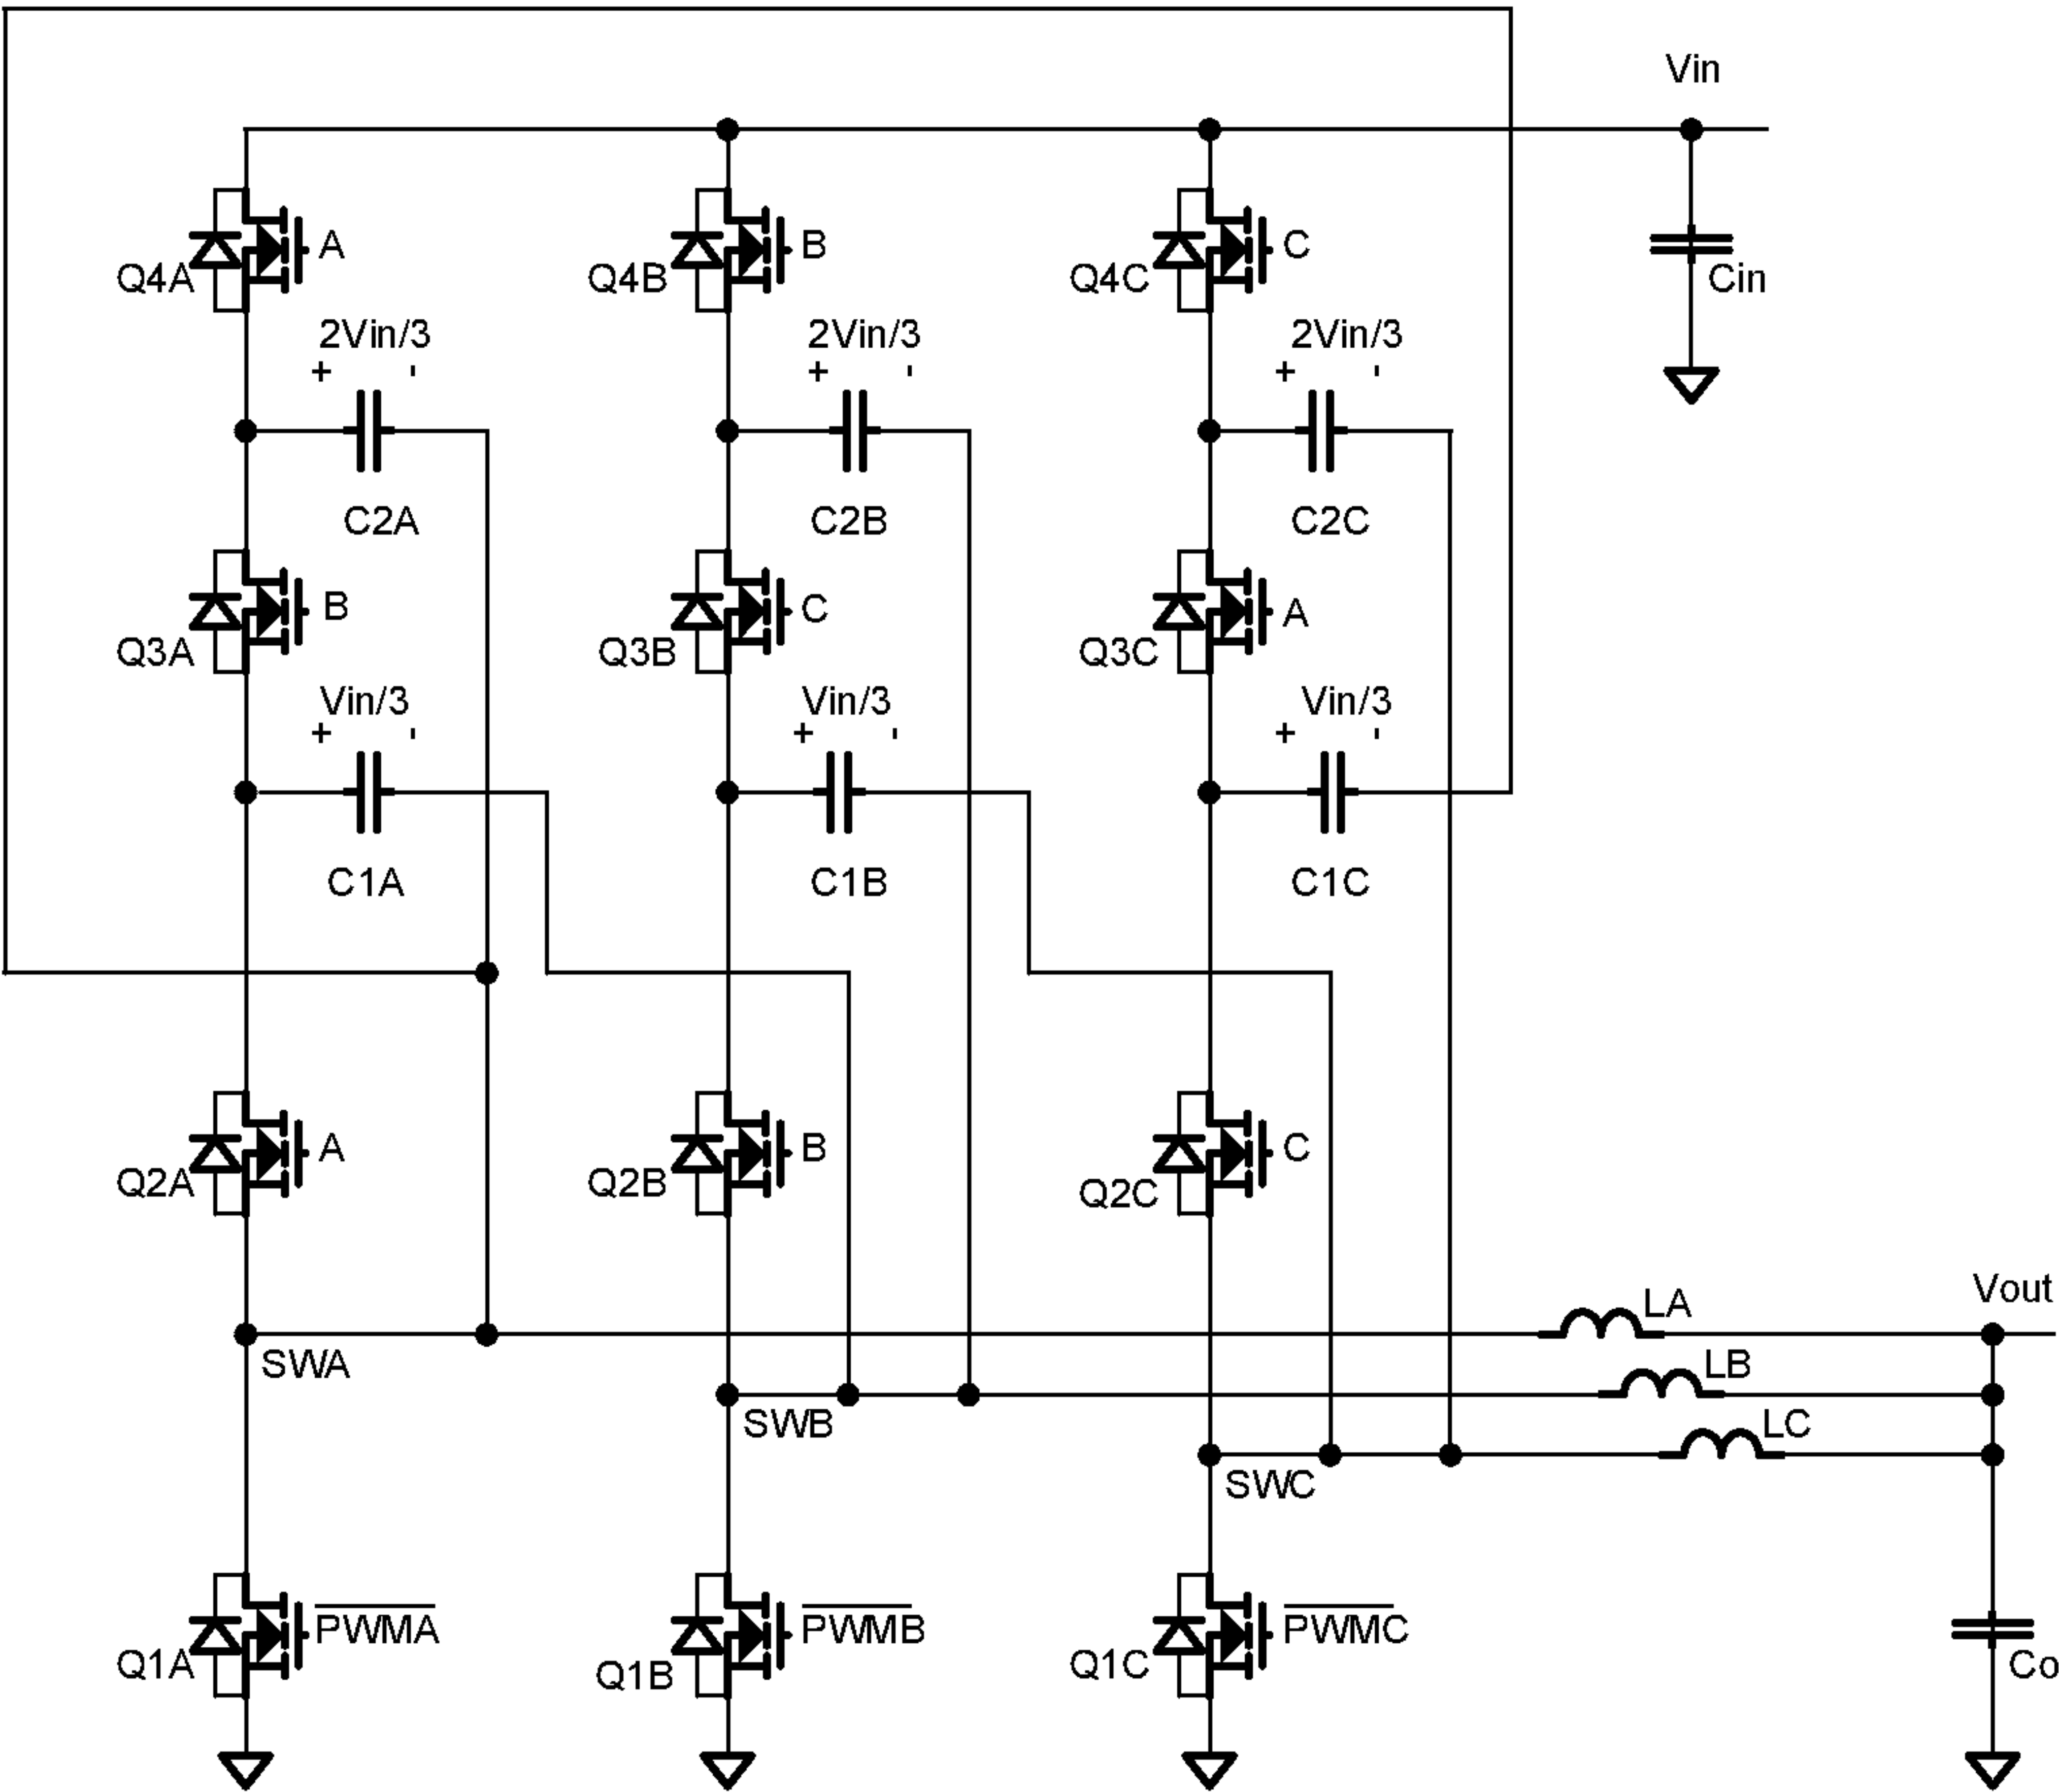 Vin
A
B
C
Q4A
Q4B
Q4C
Cin
2Vin/3
2Vin/3
2Vin/3
+ -
+ -
+ -
C2A
C2B
C2C
B
C
A
Q3A
Q3B
Q3C
Vin/3
Vin/3
Vin/3
+ -
+ -
+ -
C1A
C1B
C1C
A
B
C
Q2A
Q2B
Q2C
Vout
LA
SWA
LB
SWB
LC
SWC
PWMA
PWMB
PWMC
Q1A
Q1B
Q1C
Co